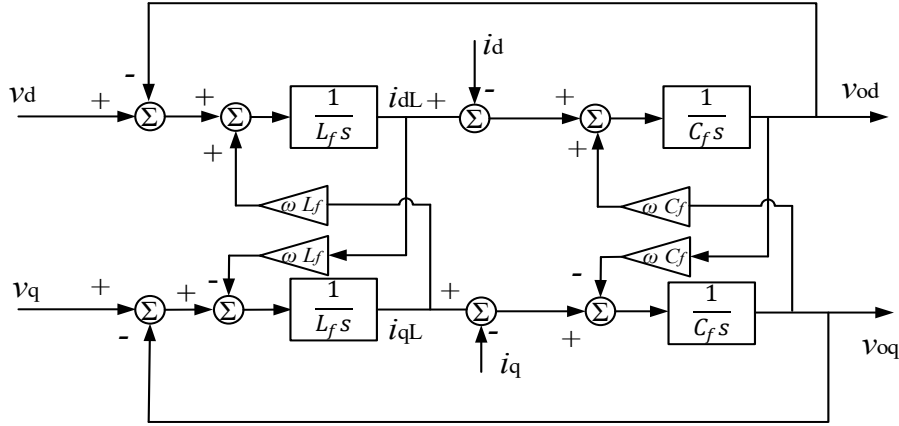 i_d
-
-
v_d
+
Σ
+
Σ
1
L_f s
i_dL
+
Σ
+
Σ
1
C_f s
v_od
+
+
ω L_f
ω C_f
ω L_f
ω C_f
-
-
v_q
+
Σ
+
Σ
1
L_f s
+
Σ
Σ
1
C_f s
-
i_qL
-
+
v_oq
i_q